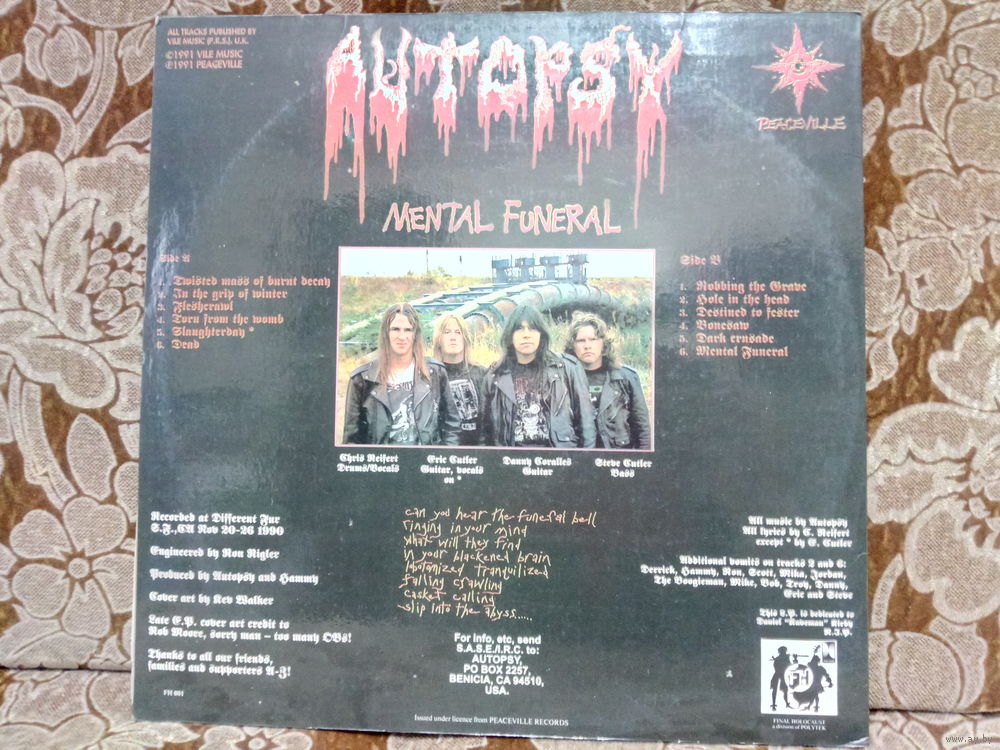 ALL TRACKS PUBLISHED BY
VILE MUSIC (P.R.S.), U.K.
©1991 VILE MUSIC
℗1991 PEACEVILLE
AUTOPSY
PEACEVILLE
MENTAL FUNERAL
Side A
1. Twisted mass of burnt decay
2. In the grip of winter
3. Fleshcrawl
4. Torn from the womb
5. Slaughterday *
6. Dead
Side B
1. Robbing the Grave
2. Hole in the head
3. Destined to fester
4. Bonesaw
5. Dark crusade
6. Mental Funeral
Chris Reifert
Drums/Vocals
Eric Cutler
Guitar, vocals
on *
Danny Coralles
Guitar
Steve Cutler
Bass
Recorded at Different Fur
S.F.,CA Nov 20-26 1990
Engineered by Ron Rigler
Produced by Autopsy and Hammy
Cover art by Kev Walker
Late E.P. cover art credit to
Rob Moore, sorry man – too many OBs!
Thanks to all our friends,
families and supporters A-Z!
FH 001
can you hear the funeral bell
ringing in your mind
what will they find
in your blackened brain
lobotomized tranquilized
falling crawling
casket calling
slip into the abyss.....
For info, etc, send
S.A.S.E./I.R.C. to:
AUTOPSY,
PO BOX 2257,
BENICIA, CA 94510,
USA.
Issued under licence from PEACEVILLE RECORDS
All music by Autopsy
All lyrics by C. Reifert
except * by E. Cutler
Additional vomits on tracks 2 and 6:
Derrick, Hammy, Ron, Scott, Mika, Jordan,
The Boogieman, Mike, Bob, Troy, Danny,
Eric and Steve
This L.P. is dedicated to
Daniel "Raveman" Kirby
R.I.P.
FH
FINAL HOLOCAUST
a division of POLYTEK
www.ay.by